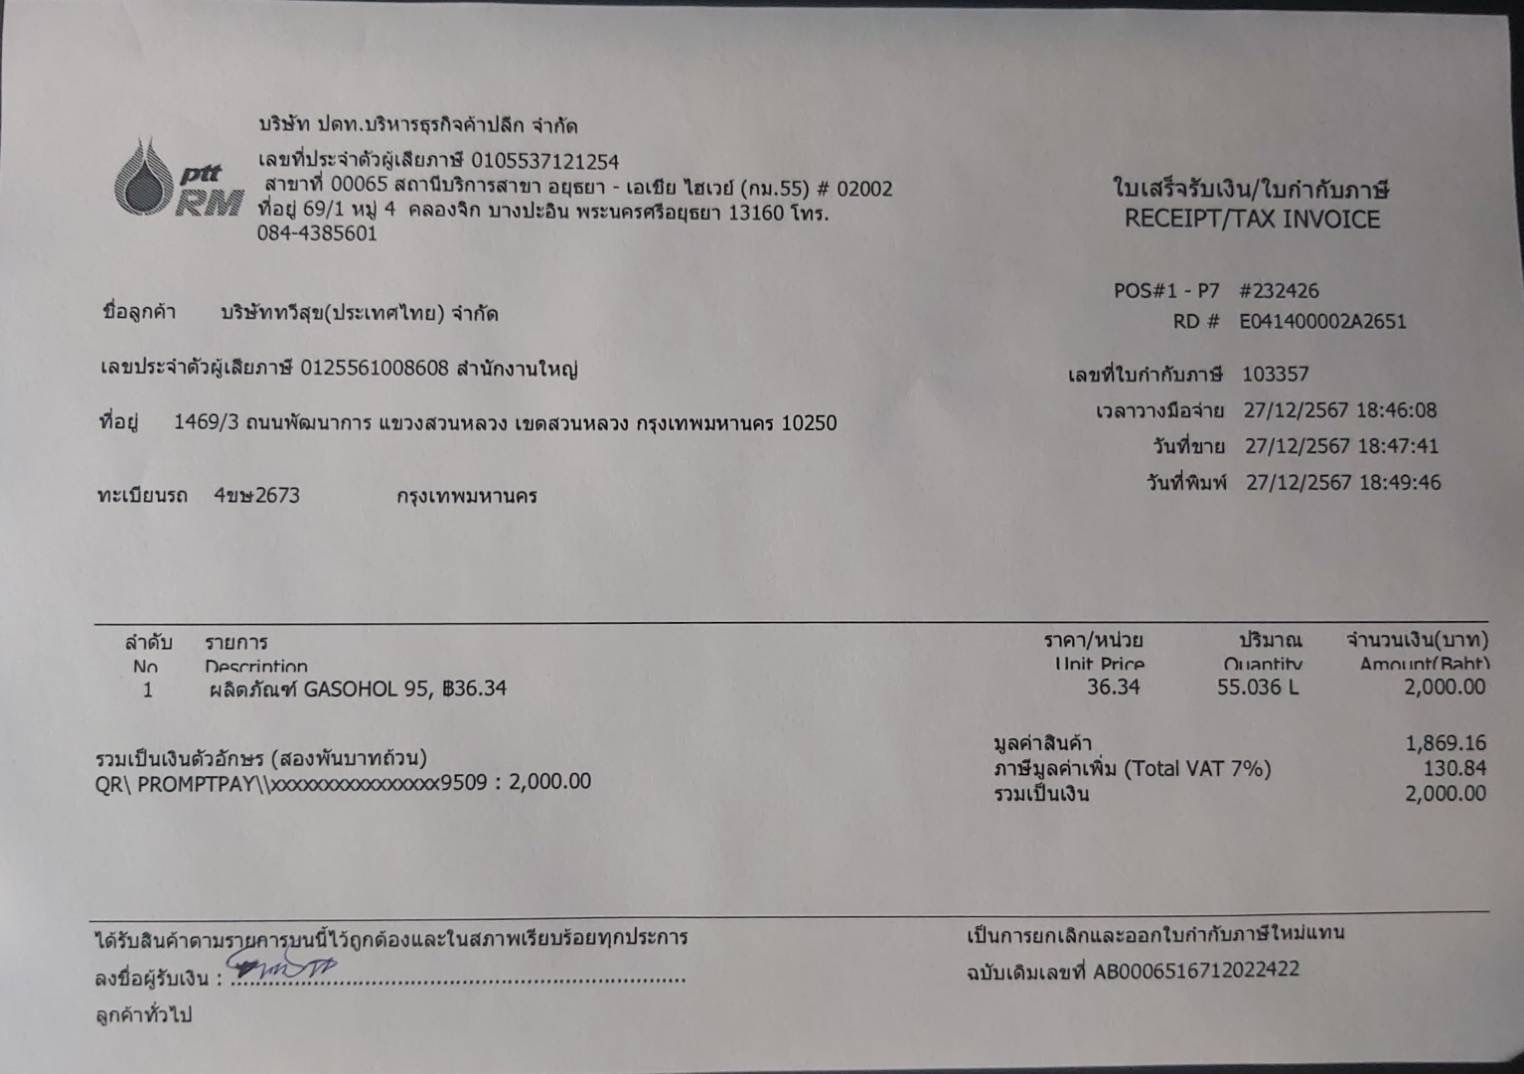 บริษัท ปตท.บริหารธุรกิจค้าปลีก จำกัด
ptt
RM
เลขที่ประจำตัวผู้เสียภาษี 0105537121254
สาขาที่ 00065 สถานีบริการสาขา อยุธยา - เอเชีย ไฮเวย์ (กม.55) # 02002
ที่อยู่ 69/1 หมู่ 4 คลองจิก บางปะอิน พระนครศรีอยุธยา 13160 โทร.
084-4385601
ใบเสร็จรับเงิน/ใบกำกับภาษี
RECEIPT/TAX INVOICE
POS#1 - P7 #232426
RD # E041400002A2651
ชื่อลูกค้า บริษัททวีสุข(ประเทศไทย) จำกัด
เลขประจำตัวผู้เสียภาษี 0125561008608 สำนักงานใหญ่
ที่อยู่ 1469/3 ถนนพัฒนาการ แขวงสวนหลวง เขตสวนหลวง กรุงเทพมหานคร 10250
ทะเบียนรถ 4ขษ2673 กรุงเทพมหานคร
เลขที่ใบกำกับภาษี 103357
เวลาวางมือจ่าย 27/12/2567 18:46:08
วันที่ขาย 27/12/2567 18:47:41
วันที่พิมพ์ 27/12/2567 18:49:46
ลำดับ รายการ ราคา/หน่วย ปริมาณ จำนวนเงิน(บาท)
No Description Unit Price Quantity Amount(Baht)
1 ผลิตภัณฑ์ GASOHOL 95, ฿36.34 36.34 55.036 L 2,000.00
รวมเป็นเงินตัวอักษร (สองพันบาทถ้วน)
QR\ PROMPTPAY\\xxxxxxxxxxxxxxxx9509 : 2,000.00
มูลค่าสินค้า 1,869.16
ภาษีมูลค่าเพิ่ม (Total VAT 7%) 130.84
รวมเป็นเงิน 2,000.00
ได้รับสินค้าตามรายการบนนี้ไว้ถูกต้องและในสภาพเรียบร้อยทุกประการ
ลงชื่อผู้รับเงิน :
ลูกค้าทั่วไป
เป็นการยกเลิกและออกใบกำกับภาษีใหม่แทน
ฉบับเดิมเลขที่ AB0006516712022422